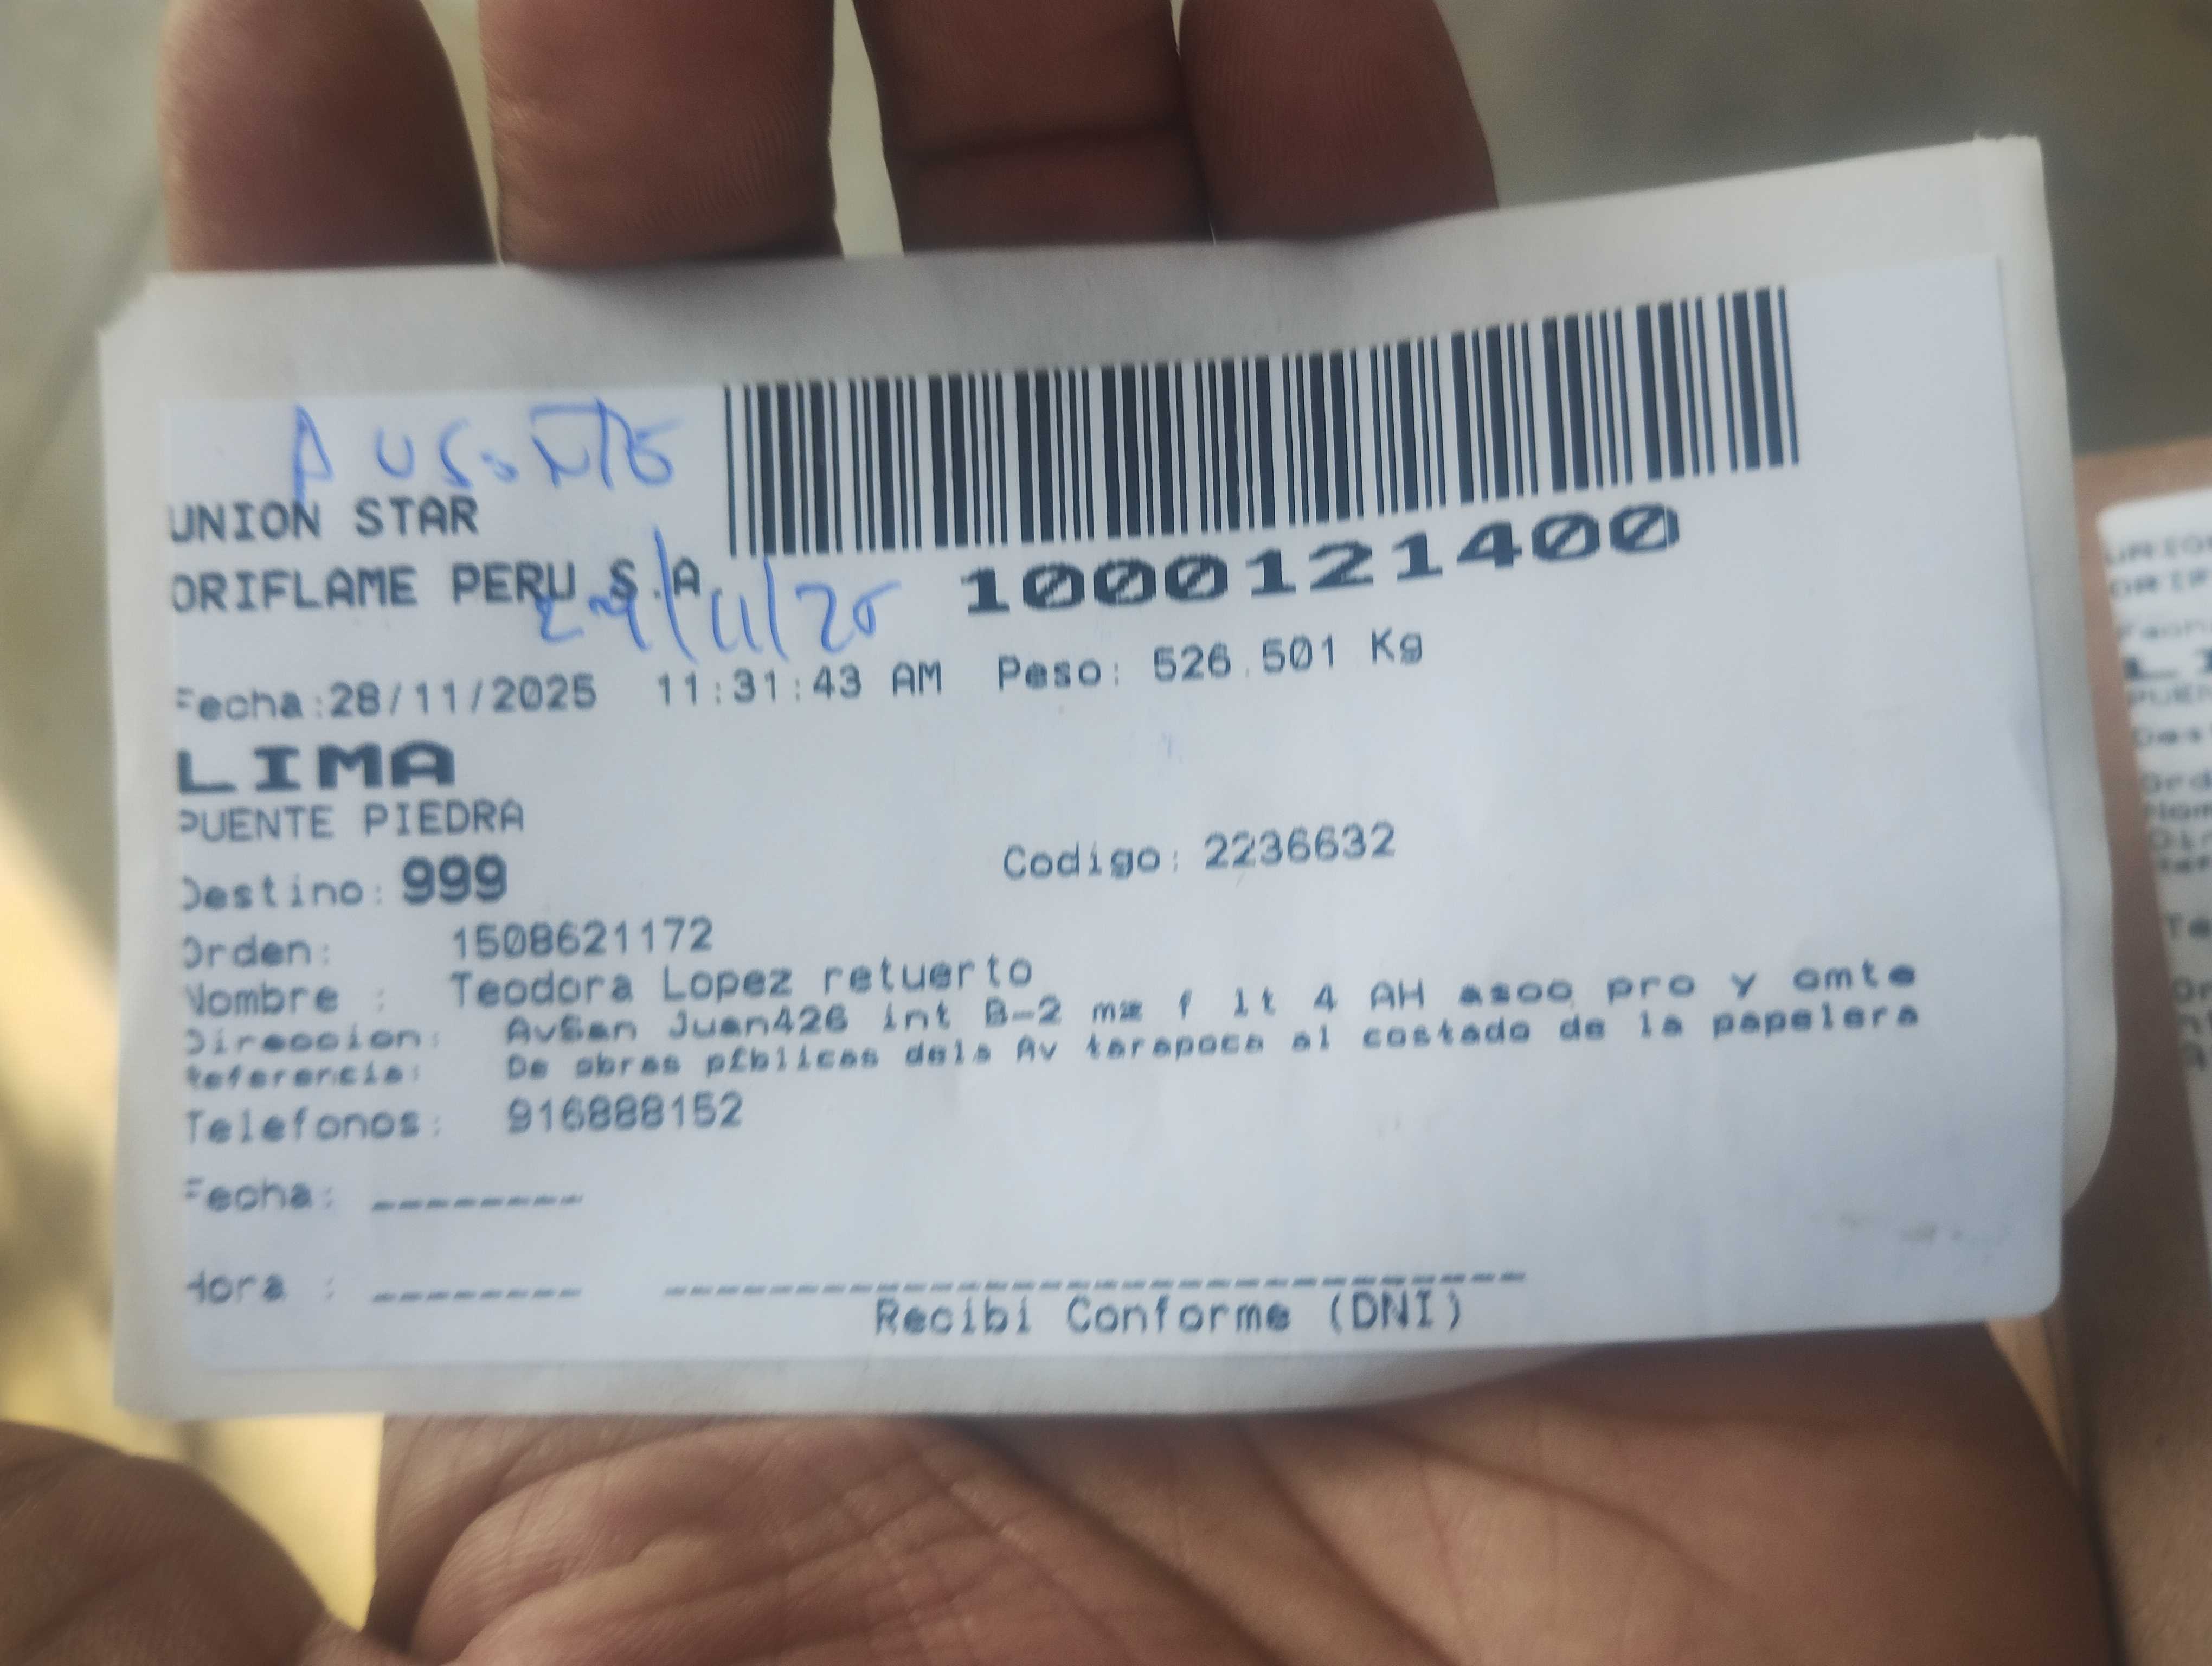 AUSENTE
UNION STAR
ORIFLAME PERU S.A.
29/11/25
1000121400
Fecha:28/11/2025 11:31:43 AM Peso: 526.501 Kg
LIMA
PUENTE PIEDRA
Destino: 999 Codigo: 2236632
Orden: 1508621172
Nombre : Teodora Lopez retuerto
Direccion: AvSan Juan426 int B-2 mz f lt 4 AH asoc pro y omte
Referencia: De obras públicas dela Av tarapoca al costado de la papelera
Telefonos: 916888152
Fecha: --------
Hora : --------
Recibi Conforme (DNI)